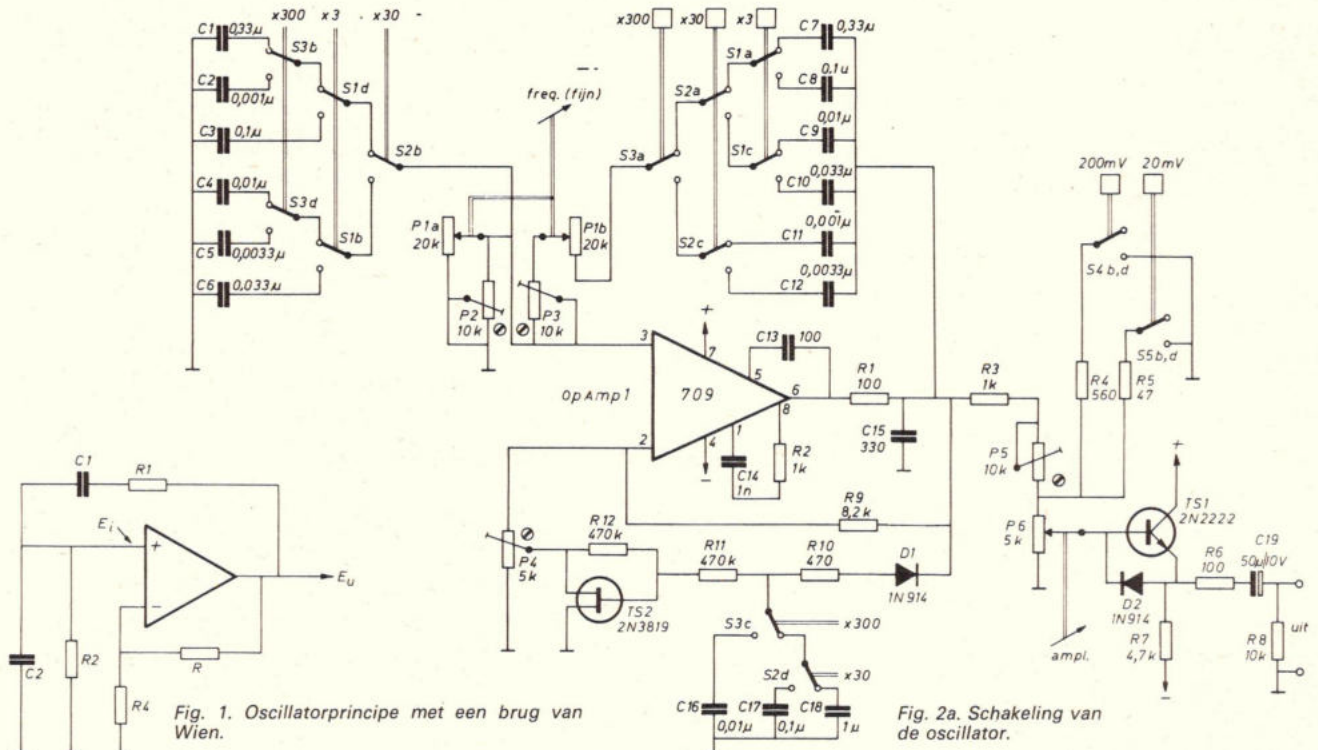 x300
x3
x30
C1
0,33µ
S3b
C2
0,001µ
S1d
C3
0,1µ
S2b
C4
0,01µ
S3d
C5
0,0033µ
S1b
C6
0,033µ
freq. (fijn)
P1a
20k
P1b
20k
P2
10k
P3
10k
x300
x30
x3
S1a
C7
0,33µ
S2a
C8
0,1u
S3a
S1c
C9
0,01µ
C10
0,033µ
S2c
0,001µ
C11
0,0033µ
C12
200mV
20mV
S4b,d
S5b,d
R4
560
R5
47
3
+
7
C13
100
5
OpAmp1
709
6
8
R1
100
R3
1k
2
4
1
-
C14
1n
R2
1k
C15
330
P5
10k
R9
8,2k
R12
470k
P4
5k
R11
470k
R10
470
D1
1N914
TS2
2N3819
S3c
x300
S2d
x30
C16
0,01µ
C17
0,1µ
C18
1µ
+
TS1
2N2222
P6
5k
R6
100
C19
50µ/10V
D2
1N914
R7
4,7k
-
ampl.
R8
10k
uit
C1
R1
Ei
+
-
Eu
C2
R2
R
R4
Fig. 1. Oscillatorprincipe met een brug van
Wien.
Fig. 2a. Schakeling van
de oscillator.